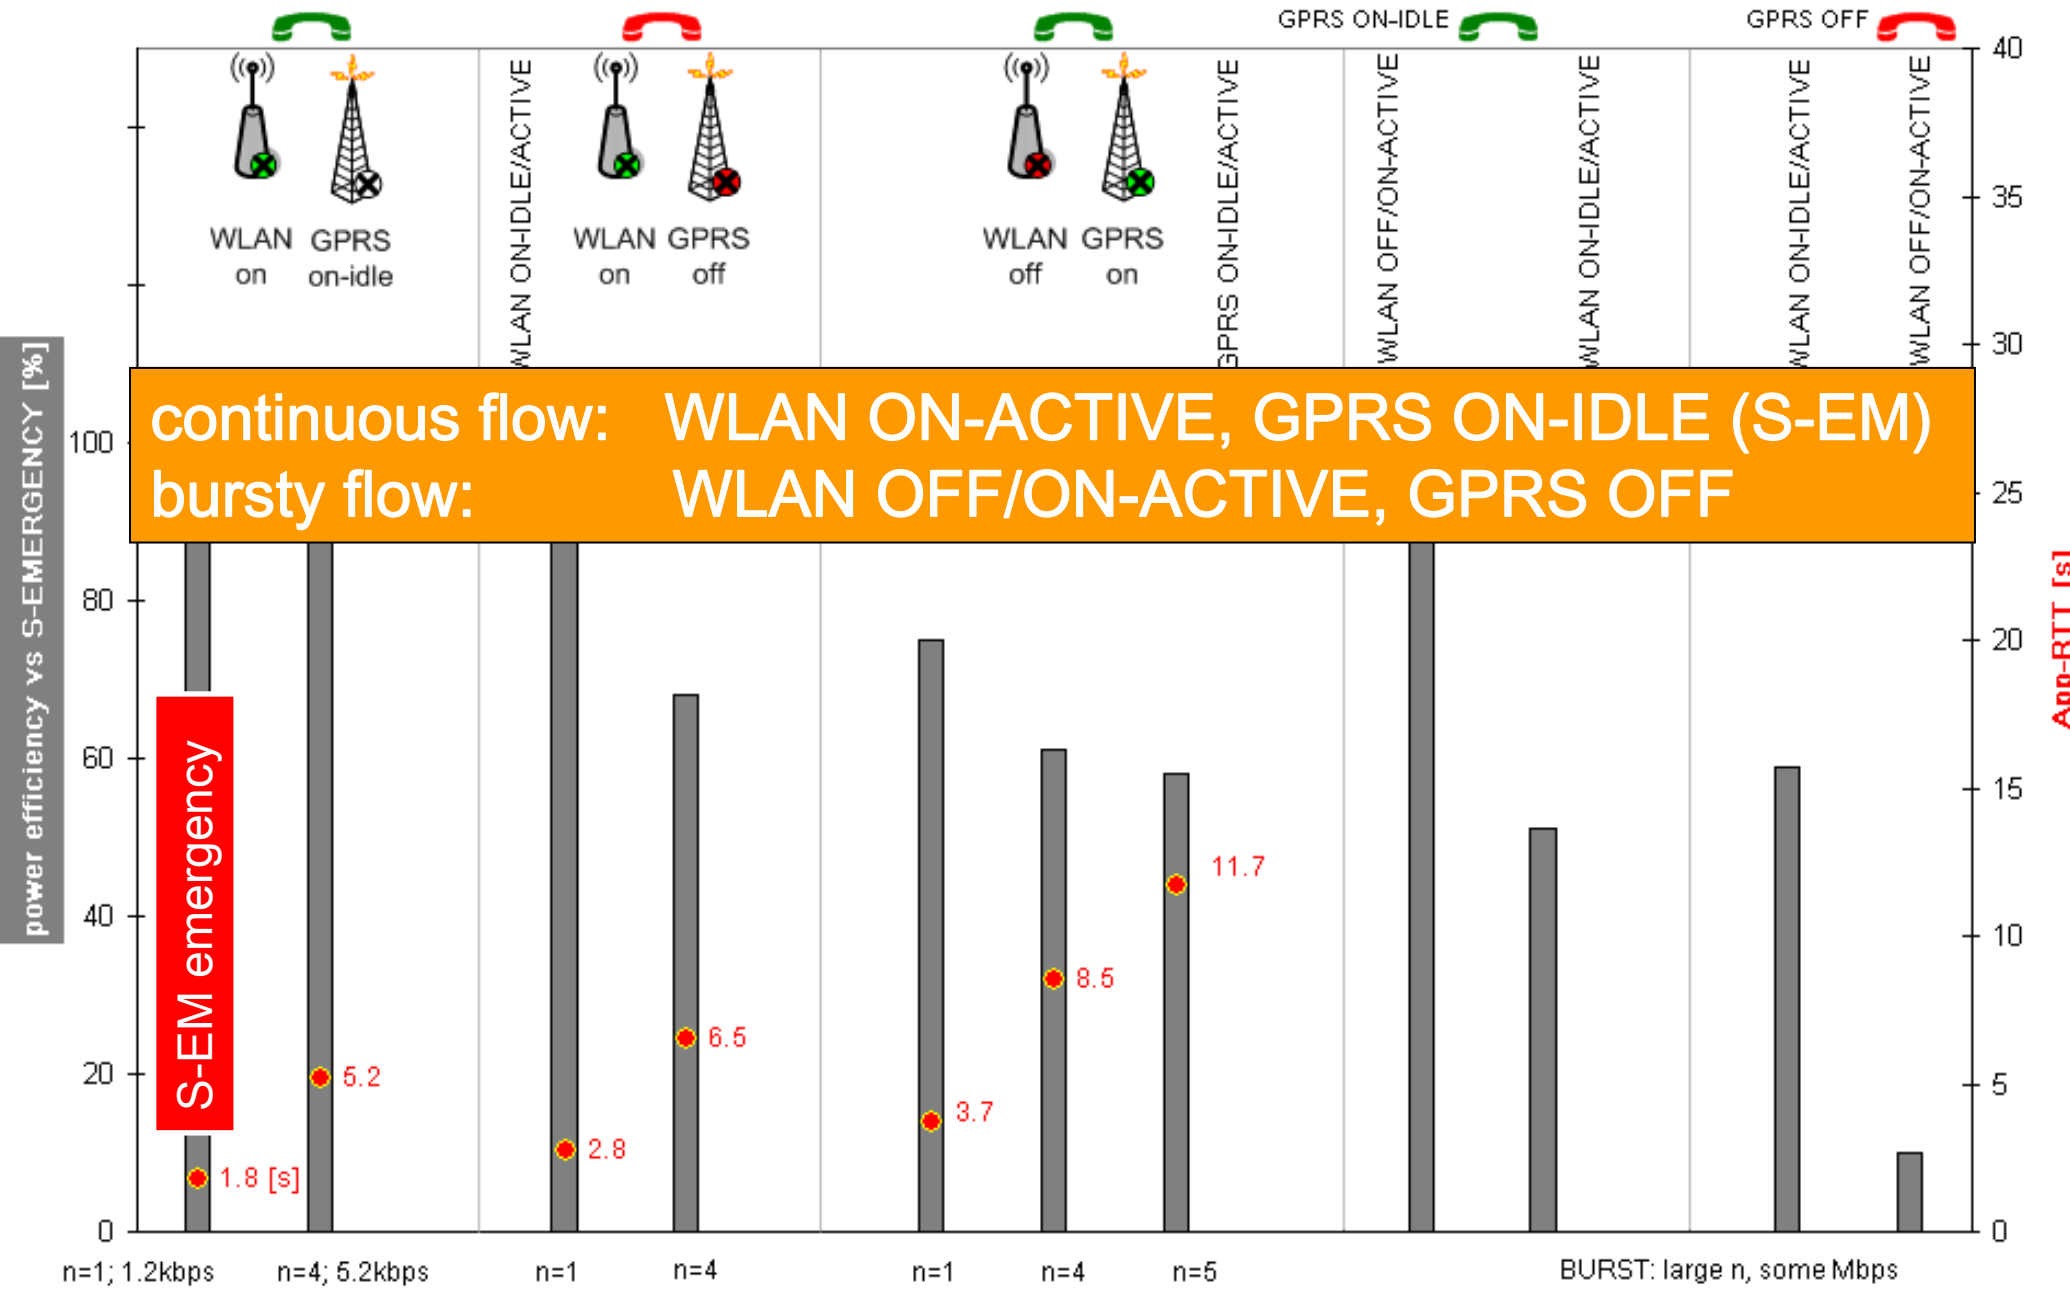 GPRS ON-IDLE
GPRS OFF
WLAN on
GPRS on-idle
WLAN ON-IDLE/ACTIVE
WLAN on
GPRS off
WLAN off
GPRS on
GPRS ON-IDLE/ACTIVE
WLAN OFF/ON-ACTIVE
WLAN ON-IDLE/ACTIVE
WLAN ON-IDLE/ACTIVE
WLAN OFF/ON-ACTIVE
continuous flow: WLAN ON-ACTIVE, GPRS ON-IDLE (S-EM)
bursty flow: WLAN OFF/ON-ACTIVE, GPRS OFF
power efficiency vs S-EMERGENCY [%]
100
80
60
40
20
0
40
35
30
25
20
15
10
5
0
App-RTT [s]
S-EM emergency
1.8 [s]
5.2
2.8
6.5
3.7
8.5
11.7
n=1; 1.2kbps
n=4; 5.2kbps
n=1
n=4
n=1
n=4
n=5
BURST: large n, some Mbps